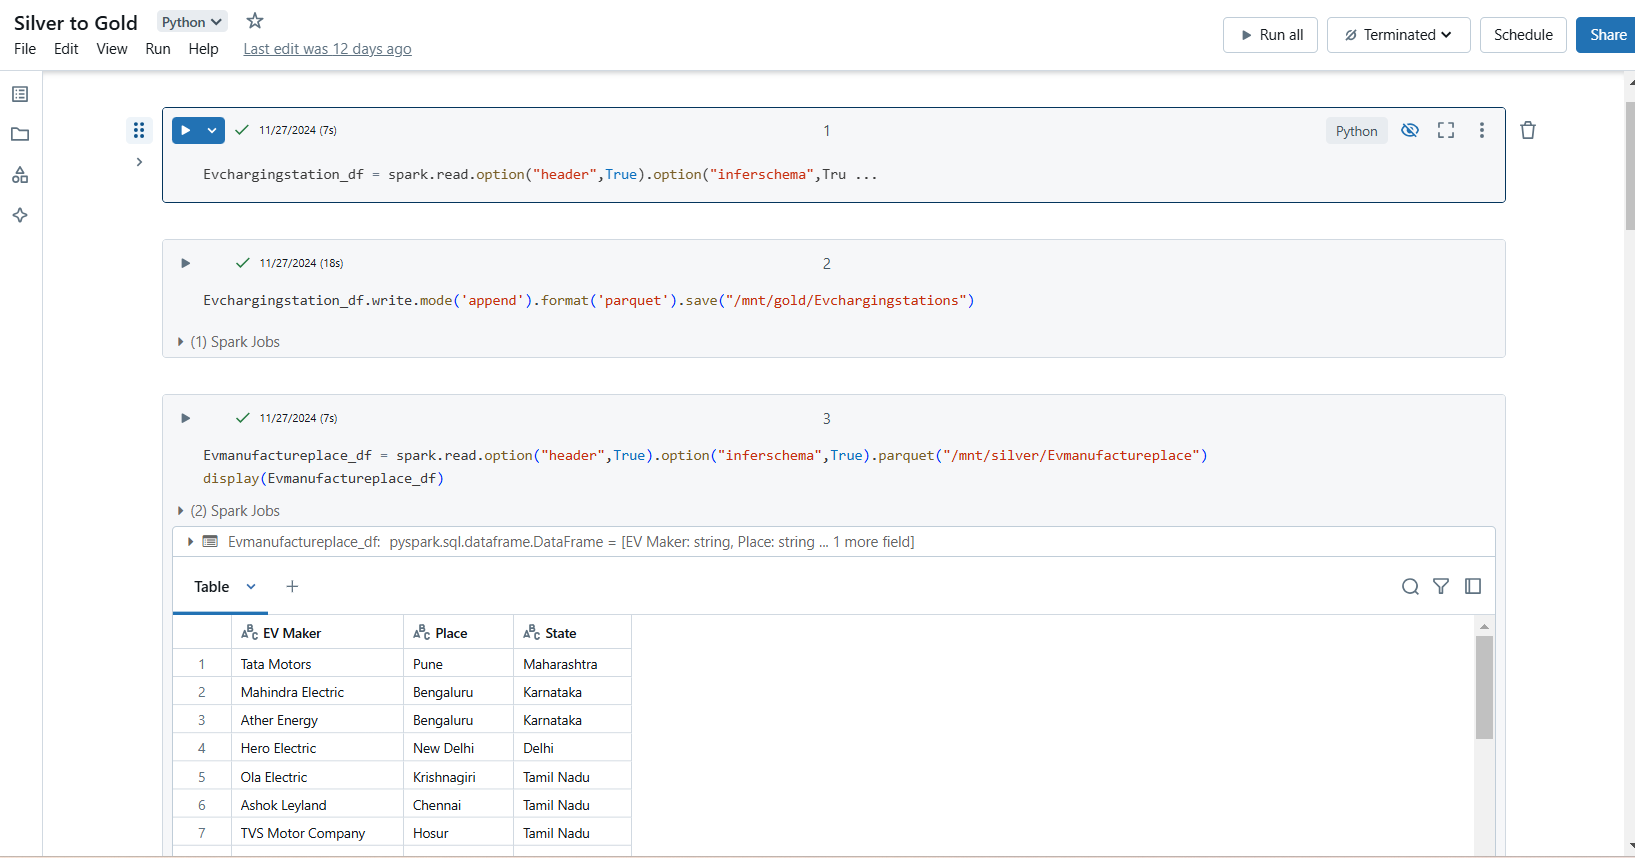 Silver to Gold Python
File Edit View Run Help Last edit was 12 days ago
Run all Terminated Schedule Share
11/27/2024 (7s) 1 Python
Evchargingstation_df = spark.read.option("header",True).option("inferschema",Tru ...
11/27/2024 (18s) 2
Evchargingstation_df.write.mode('append').format('parquet').save("/mnt/gold/Evchargingstations")
(1) Spark Jobs
11/27/2024 (7s) 3
Evmanufactureplace_df = spark.read.option("header",True).option("inferschema",True).parquet("/mnt/silver/Evmanufactureplace")
display(Evmanufactureplace_df)
(2) Spark Jobs
Evmanufactureplace_df: pyspark.sql.dataframe.DataFrame = [EV Maker: string, Place: string ... 1 more field]
Table +
ABC EV Maker ABC Place ABC State
1 Tata Motors Pune Maharashtra
2 Mahindra Electric Bengaluru Karnataka
3 Ather Energy Bengaluru Karnataka
4 Hero Electric New Delhi Delhi
5 Ola Electric Krishnagiri Tamil Nadu
6 Ashok Leyland Chennai Tamil Nadu
7 TVS Motor Company Hosur Tamil Nadu